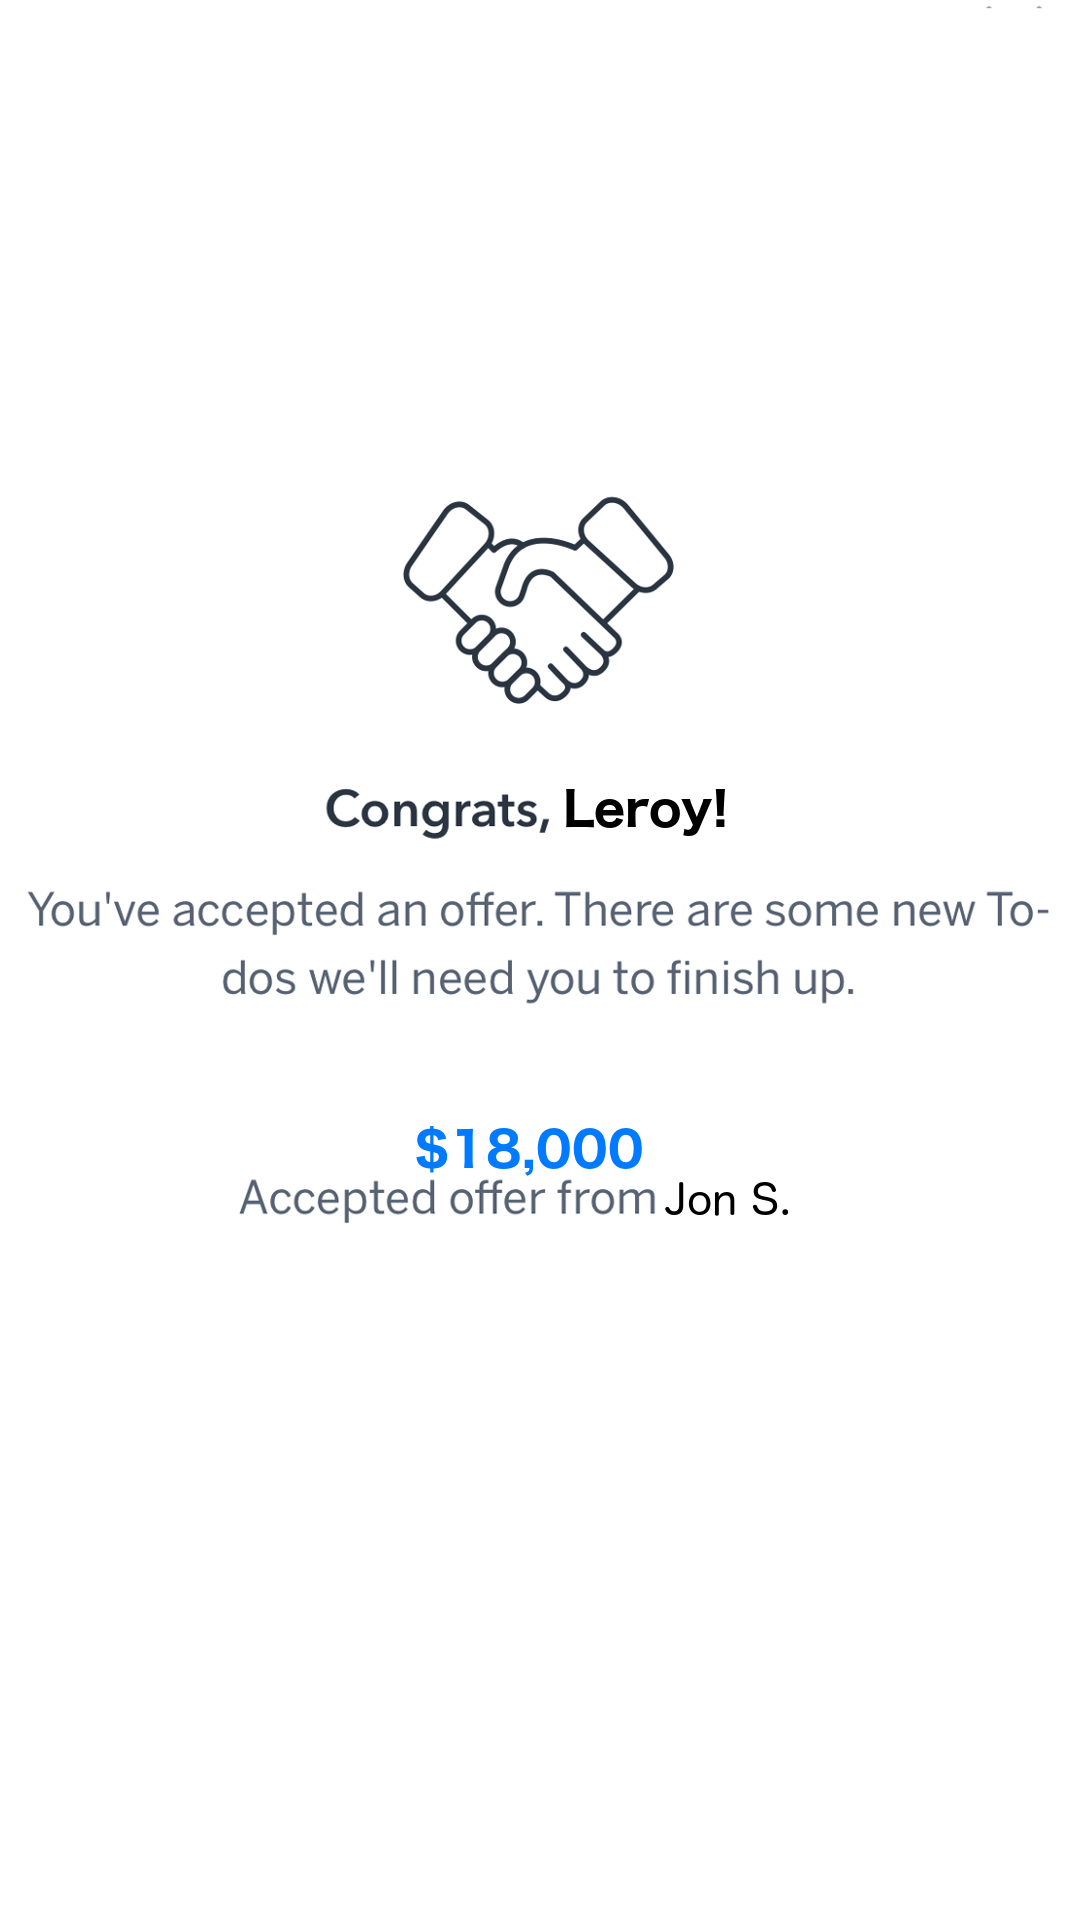 Congrats, Leroy!
You've accepted an offer. There are some new To-
dos we'll need you to finish up.
$18,000
Accepted offer from Jon S.